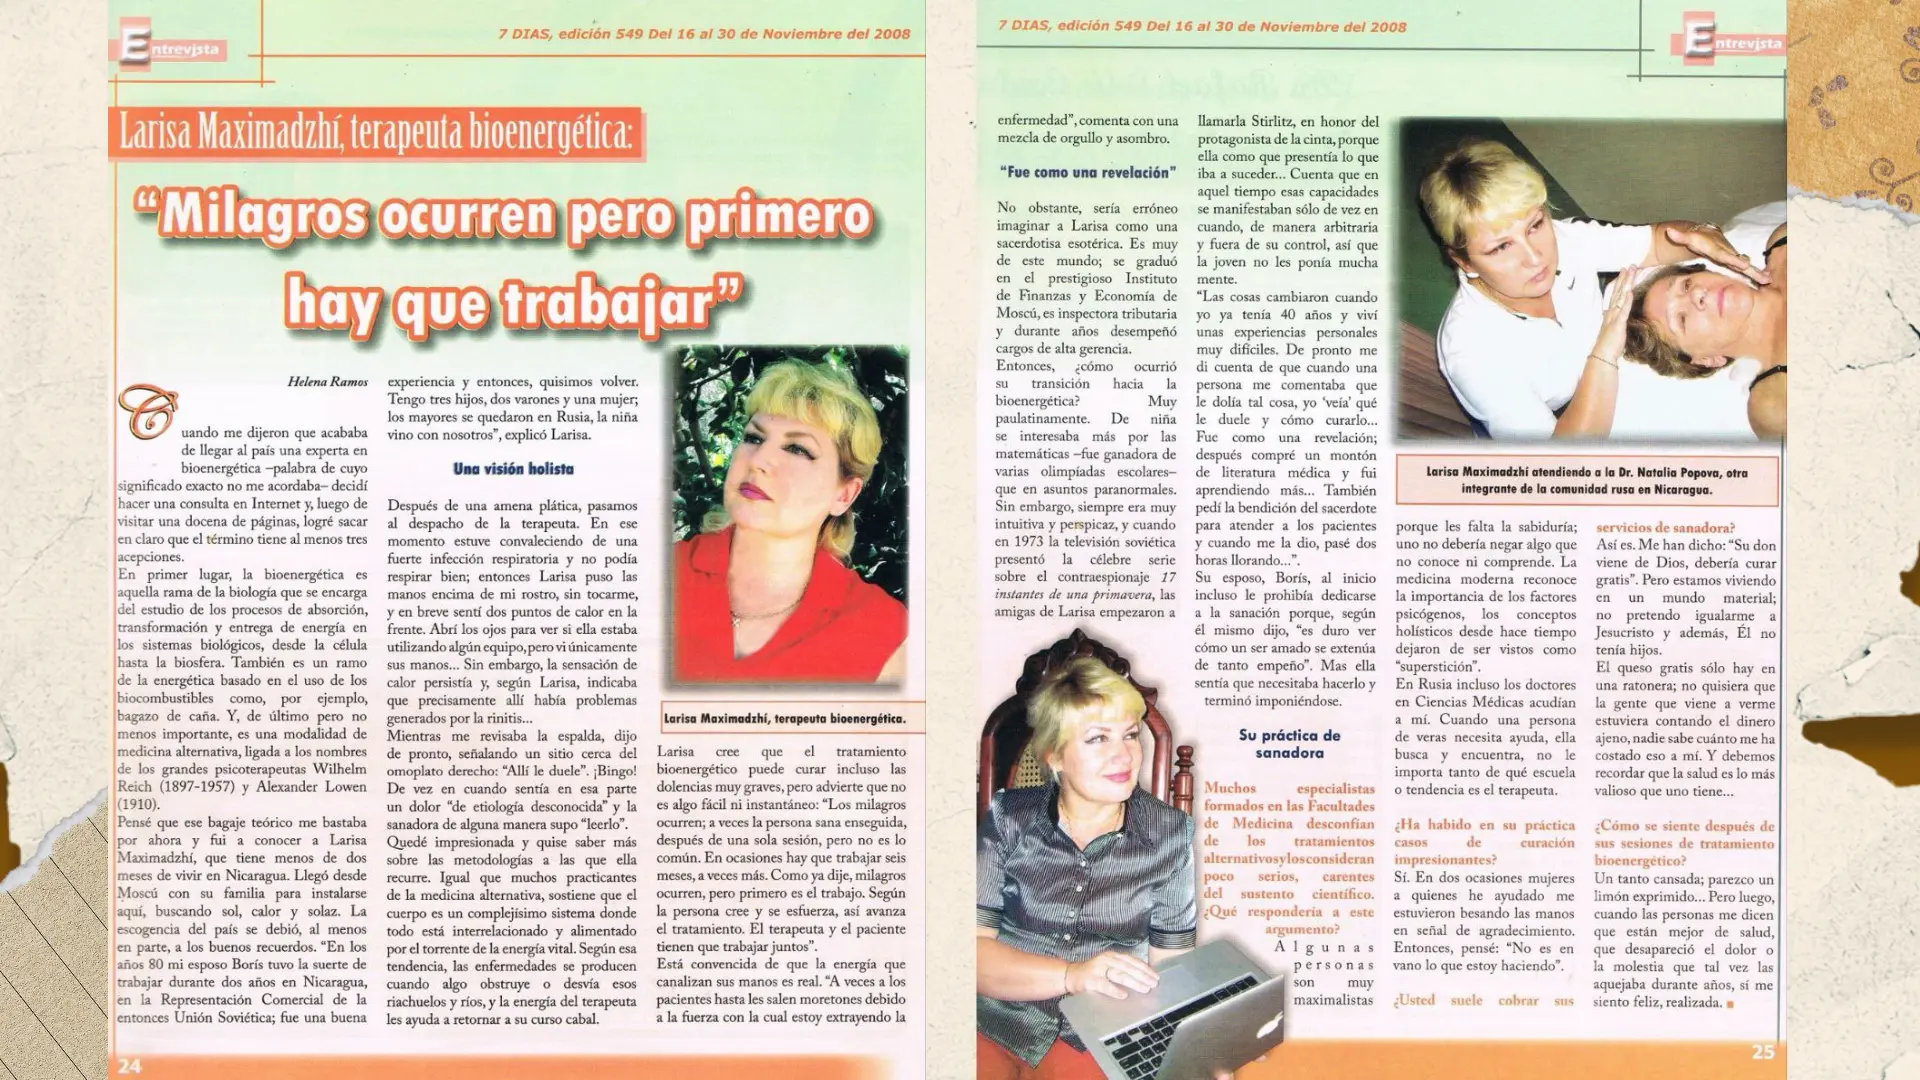 Entrevista
7 DIAS, edición 549 Del 16 al 30 de Noviembre del 2008
Larisa Maximadzhí, terapeuta bioenergética:
“Milagros ocurren pero primero
hay que trabajar”
Helena Ramos
Cuando me dijeron que acababa
de llegar al país una experta en
bioenergética –palabra de cuyo
significado exacto no me acordaba– decidí
hacer una consulta en Internet y, luego de
visitar una docena de páginas, logré sacar
en claro que el término tiene al menos tres
acepciones.
En primer lugar, la bioenergética es
aquella rama de la biología que se encarga
del estudio de los procesos de absorción,
transformación y entrega de energía en
los sistemas biológicos, desde la célula
hasta la biosfera. También es un ramo
de la energética basado en el uso de los
biocombustibles como, por ejemplo,
bagazo de caña. Y, de último pero no
menos importante, es una modalidad de
medicina alternativa, ligada a los nombres
de los grandes psicoterapeutas Wilhelm
Reich (1897-1957) y Alexander Lowen
(1910).
Pensé que ese bagaje teórico me bastaba
por ahora y fui a conocer a Larisa
Maximadzhí, que tiene menos de dos
meses de vivir en Nicaragua. Llegó desde
Moscú con su familia para instalarse
aquí, buscando sol, calor y solaz. La
escogencia del país se debió, al menos
en parte, a los buenos recuerdos. “En los
años 80 mi esposo Borís tuvo la suerte de
trabajar durante dos años en Nicaragua,
en la Representación Comercial de la
entonces Unión Soviética; fue una buena
experiencia y entonces, quisimos volver.
Tengo tres hijos, dos varones y una mujer;
los mayores se quedaron en Rusia, la niña
vino con nosotros”, explicó Larisa.
Una visión holista
Después de una amena plática, pasamos
al despacho de la terapeuta. En ese
momento estuve convaleciendo de una
fuerte infección respiratoria y no podía
respirar bien; entonces Larisa puso las
manos encima de mi rostro, sin tocarme,
y en breve sentí dos puntos de calor en la
frente. Abrí los ojos para ver si ella estaba
utilizando algún equipo, pero vi únicamente
sus manos... Sin embargo, la sensación de
calor persistía y, según Larisa, indicaba
que precisamente allí había problemas
generados por la rinitis...
Mientras me revisaba la espalda, dijo
de pronto, señalando un sitio cerca del
omoplato derecho: “Allí le duele”. ¡Bingo!
De vez en cuando sentía en esa parte
un dolor “de etiología desconocida” y la
sanadora de alguna manera supo “leerlo”.
Quedé impresionada y quise saber más
sobre las metodologías a las que ella
recurre. Igual que muchos practicantes
de la medicina alternativa, sostiene que el
cuerpo es un complejísimo sistema donde
todo está interrelacionado y alimentado
por el torrente de la energía vital. Según esa
tendencia, las enfermedades se producen
cuando algo obstruye o desvía esos
riachuelos y ríos, y la energía del terapeuta
les ayuda a retornar a su curso cabal.
Larisa Maximadzhí, terapeuta bioenergética.
Larisa cree que el tratamiento
bioenergético puede curar incluso las
dolencias muy graves, pero advierte que no
es algo fácil ni instantáneo: “Los milagros
ocurren; a veces la persona sana enseguida,
después de una sola sesión, pero no es lo
común. En ocasiones hay que trabajar seis
meses, a veces más. Como ya dije, milagros
ocurren, pero primero es el trabajo. Según
la persona cree y se esfuerza, así avanza
el tratamiento. El terapeuta y el paciente
tienen que trabajar juntos”.
Está convencida de que la energía que
canalizan sus manos es real. “A veces a los
pacientes hasta les salen moretones debido
a la fuerza con la cual estoy extrayendo la
24
7 DIAS, edición 549 Del 16 al 30 de Noviembre del 2008
Entrevista
enfermedad”, comenta con una
mezcla de orgullo y asombro.
“Fue como una revelación”
No obstante, sería erróneo
imaginar a Larisa como una
sacerdotisa esotérica. Es muy
de este mundo; se graduó
en el prestigioso Instituto
de Finanzas y Economía de
Moscú, es inspectora tributaria
y durante años desempeñó
cargos de alta gerencia.
Entonces, ¿cómo ocurrió
su transición hacia la
bioenergética? Muy
paulatinamente. De niña
se interesaba más por las
matemáticas –fue ganadora de
varias olimpíadas escolares–
que en asuntos paranormales.
Sin embargo, siempre era muy
intuitiva y perspicaz, y cuando
en 1973 la televisión soviética
presentó la célebre serie
sobre el contraespionaje 17
instantes de una primavera, las
amigas de Larisa empezaron a
llamarla Stirlitz, en honor del
protagonista de la cinta, porque
ella como que presentía lo que
iba a suceder... Cuenta que en
aquel tiempo esas capacidades
se manifestaban sólo de vez en
cuando, de manera arbitraria
y fuera de su control, así que
la joven no les ponía mucha
mente.
“Las cosas cambiaron cuando
yo ya tenía 40 años y viví
unas experiencias personales
muy difíciles. De pronto me
di cuenta de que cuando una
persona me comentaba que
le dolía tal cosa, yo ‘veía’ qué
le duele y cómo curarlo...
Fue como una revelación;
después compré un montón
de literatura médica y fui
aprendiendo más... También
pedí la bendición del sacerdote
para atender a los pacientes
y cuando me la dio, pasé dos
horas llorando...”.
Su esposo, Borís, al inicio
incluso le prohibía dedicarse
a la sanación porque, según
él mismo dijo, “es duro ver
cómo un ser amado se extenúa
de tanto empeño”. Mas ella
sentía que necesitaba hacerlo y
terminó imponiéndose.
Su práctica de
sanadora
Muchos especialistas
formados en las Facultades
de Medicina desconfían
de los tratamientos
alternativos y los consideran
poco serios, carentes
del sustento científico.
¿Qué respondería a este
argumento?
Algunas
personas
son muy
maximalistas
Larisa Maximadzhí atendiendo a la Dr. Natalia Popova, otra
integrante de la comunidad rusa en Nicaragua.
porque les falta la sabiduría;
uno no debería negar algo que
no conoce ni comprende. La
medicina moderna reconoce
la importancia de los factores
psicógenos, los conceptos
holísticos desde hace tiempo
dejaron de ser vistos como
“superstición”.
En Rusia incluso los doctores
en Ciencias Médicas acudían
a mí. Cuando una persona
de veras necesita ayuda, ella
busca y encuentra, no le
importa tanto de qué escuela
o tendencia es el terapeuta.
¿Ha habido en su práctica
casos de curación
impresionantes?
Sí. En dos ocasiones mujeres
a quienes he ayudado me
estuvieron besando las manos
en señal de agradecimiento.
Entonces, pensé: “No es en
vano lo que estoy haciendo”.
¿Usted suele cobrar sus
servicios de sanadora?
Así es. Me han dicho: “Su don
viene de Dios, debería curar
gratis”. Pero estamos viviendo
en un mundo material;
no pretendo igualarme a
Jesucristo y además, Él no
tenía hijos.
El queso gratis sólo hay en
una ratonera; no quisiera que
la gente que viene a verme
estuviera contando el dinero
ajeno, nadie sabe cuánto me ha
costado eso a mí. Y debemos
recordar que la salud es lo más
valioso que uno tiene...
¿Cómo se siente después de
sus sesiones de tratamiento
bioenergético?
Un tanto cansada; parezco un
limón exprimido... Pero luego,
cuando las personas me dicen
que están mejor de salud,
que desapareció el dolor o
la molestia que tal vez las
aquejaba durante años, sí me
siento feliz, realizada.
25